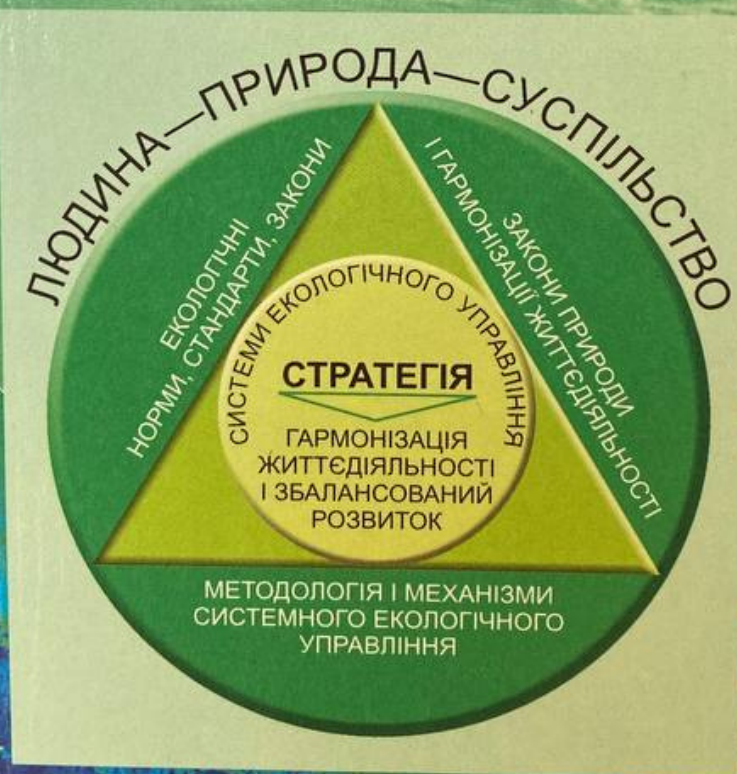 ЛЮДИНА—ПРИРОДА—СУСПІЛЬСТВО
ЕКОЛОГІЧНІ
НОРМИ, СТАНДАРТИ, ЗАКОНИ
ЗАКОНИ ПРИРОДИ
І ГАРМОНІЗАЦІЇ ЖИТТЄДІЯЛЬНОСТІ
СИСТЕМИ ЕКОЛОГІЧНОГО УПРАВЛІННЯ
СТРАТЕГІЯ
ГАРМОНІЗАЦІЯ
ЖИТТЄДІЯЛЬНОСТІ
І ЗБАЛАНСОВАНИЙ
РОЗВИТОК
МЕТОДОЛОГІЯ І МЕХАНІЗМИ
СИСТЕМНОГО ЕКОЛОГІЧНОГО
УПРАВЛІННЯ